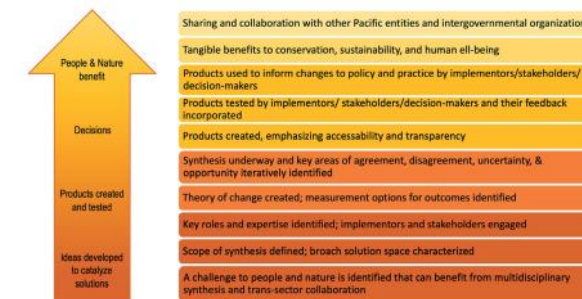 People & Nature
benefit
Decisions
Products created
and tested
Ideas developed
to catalyze
solutions
Sharing and collaboration with other Pacific entities and intergovernmental organization
Tangible benefits to conservation, sustainability, and human ell-being
Products used to inform changes to policy and practice by implementors/stakeholders/
decision-makers
Products tested by implementors/ stakeholders/decision-makers and their feedback
incorporated
Products created, emphasizing accessability and transparency
Synthesis underway and key areas of agreement, disagreement, uncertainty, &
opportunity iteratively identified
Theory of change created; measurement options for outcomes identified
Key roles and expertise identified; implementors and stakeholders engaged
Scope of synthesis defined; broach solution space characterized
A challenge to people and nature is identified that can benefit from multidisciplinary
synthesis and trans-sector collaboration